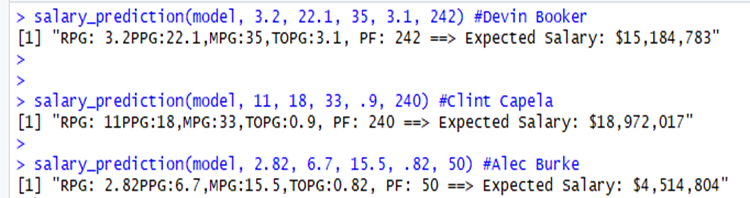 > salary_prediction(model, 3.2, 22.1, 35, 3.1, 242) #Devin Booker
[1] "RPG: 3.2PPG:22.1,MPG:35,TOPG:3.1, PF: 242 ==> Expected Salary: $15,184,783"
>
>
> salary_prediction(model, 11, 18, 33, .9, 240) #Clint Capela
[1] "RPG: 11PPG:18,MPG:33,TOPG:0.9, PF: 240 ==> Expected Salary: $18,972,017"
>
> salary_prediction(model, 2.82, 6.7, 15.5, .82, 50) #Alec Burke
[1] "RPG: 2.82PPG:6.7,MPG:15.5,TOPG:0.82, PF: 50 ==> Expected Salary: $4,514,804"